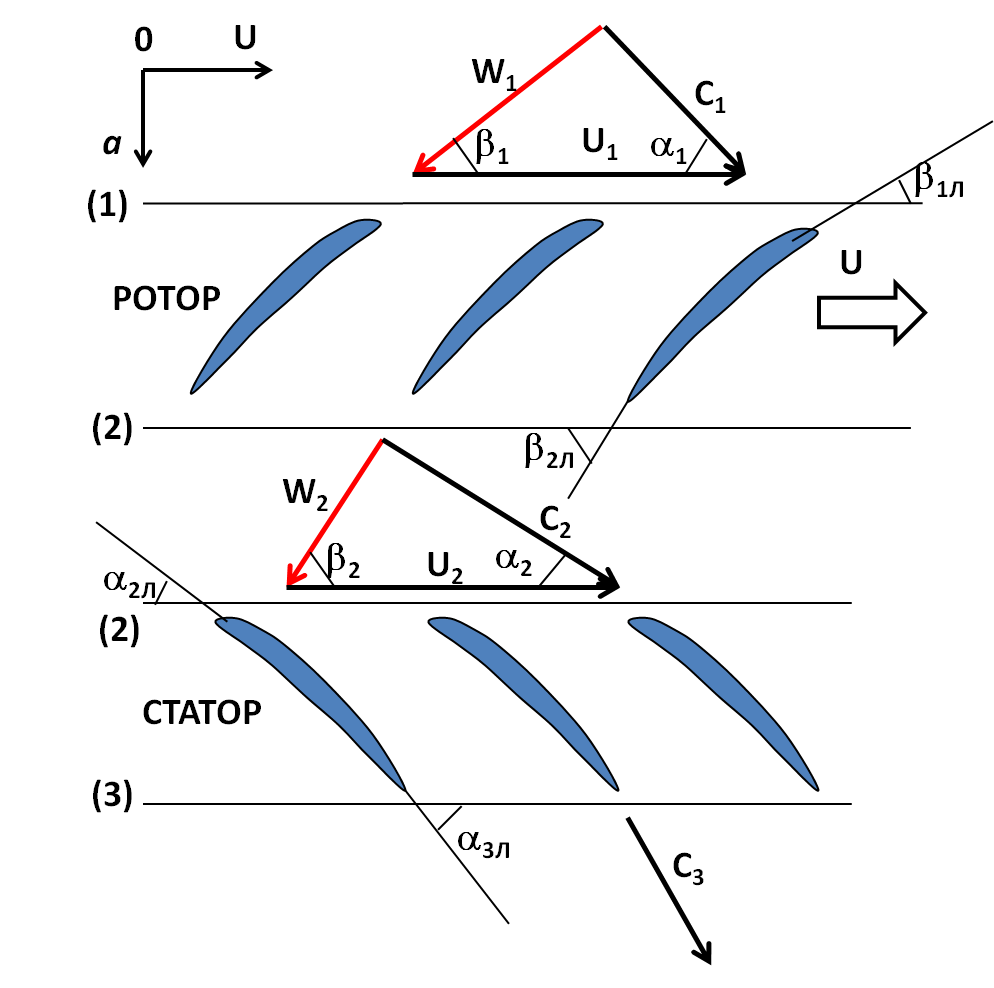 0 U
a
W₁ C₁
β₁ U₁ α₁
(1)
β₁л
РОТОР
U
(2)
β₂л
W₂ C₂
β₂ U₂ α₂
α₂л
(2)
СТАТОР
(3)
α₃л
C₃